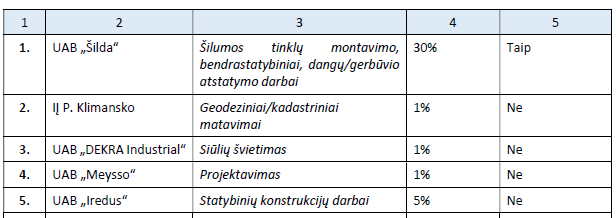 1 2 3 4 5
1. UAB „Šilda“ Šilumos tinklų montavimo, 30% Taip
bendrastatybiniai, dangų/gerbūvio
atstatymo darbai
2. IĮ P. Klimansko Geodeziniai/kadastriniai 1% Ne
matavimai
3. UAB „DEKRA Industrial“ Siūlių švietimas 1% Ne
4. UAB „Meysso“ Projektavimas 1% Ne
5. UAB „Iredus“ Statybinių konstrukcijų darbai 5% Ne